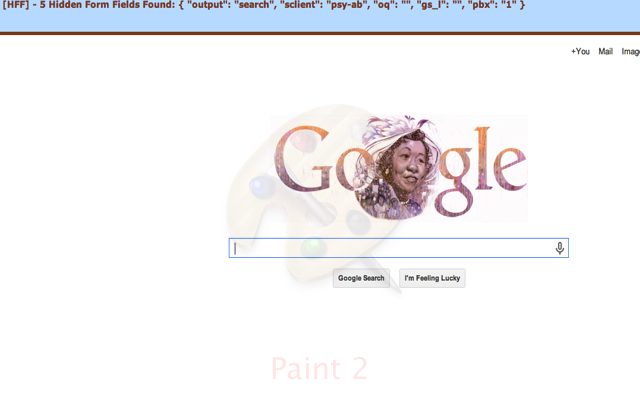 [HFF] - 5 Hidden Form Fields Found: { "output": "search", "sclient": "psy-ab", "oq": "", "gs_l": "", "pbx": "1" }
+You Mail Imag
Google
Google Search I'm Feeling Lucky
Paint 2